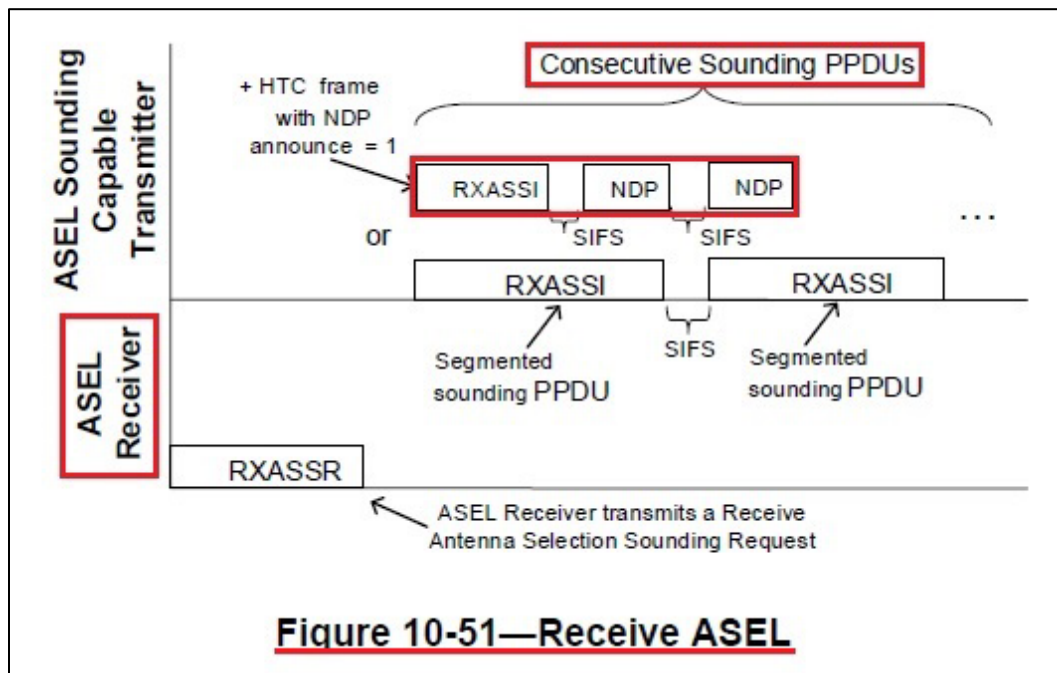 Consecutive Sounding PPDUs
+ HTC frame
with NDP
announce = 1
ASEL Sounding
Capable
Transmitter
RXASSI
NDP
NDP
SIFS
SIFS
...
or
RXASSI
RXASSI
SIFS
Segmented
sounding PPDU
Segmented
sounding PPDU
ASEL
Receiver
RXASSR
ASEL Receiver transmits a Receive
Antenna Selection Sounding Request
Figure 10-51—Receive ASEL